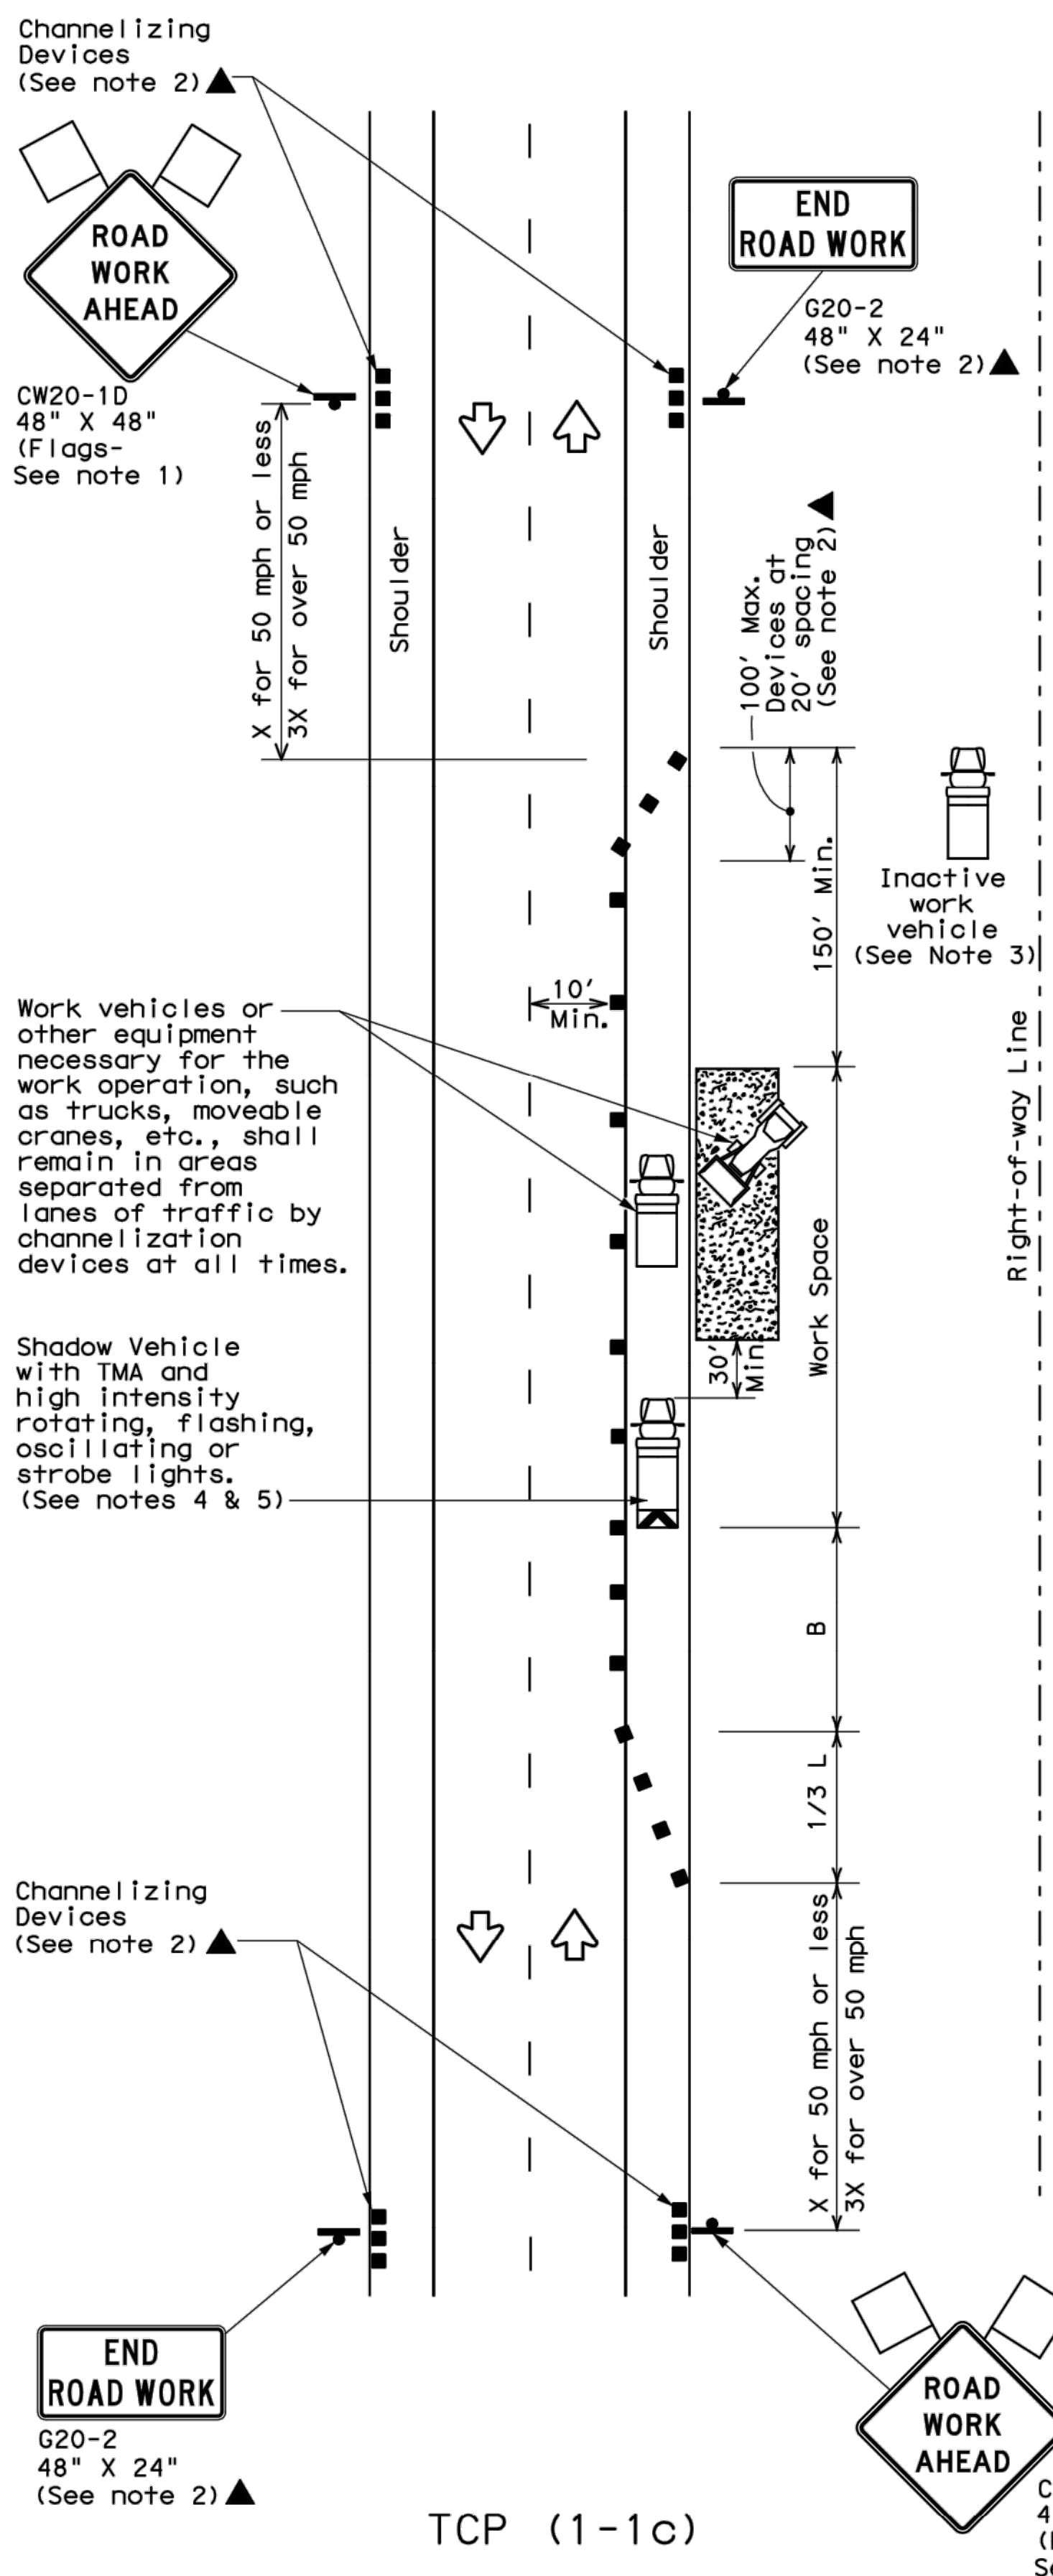 Channelizing
Devices
(See note 2)
ROAD
WORK
AHEAD
CW20-1D
48" X 48"
(Flags-
See note 1)
END
ROAD WORK
G20-2
48" X 24"
(See note 2)
X for 50 mph or less
3X for over 50 mph
Shoulder
Shoulder
100' Max.
Devices at
20' spacing
(See note 2)
150' Min.
Inactive
work
vehicle
(See Note 3)
Right-of-way Line
10'
Min.
Work vehicles or
other equipment
necessary for the
work operation, such
as trucks, moveable
cranes, etc., shall
remain in areas
separated from
lanes of traffic by
channelization
devices at all times.
Work Space
30'
Min.
Shadow Vehicle
with TMA and
high intensity
rotating, flashing,
oscillating or
strobe lights.
(See notes 4 & 5)
B
1/3 L
Channelizing
Devices
(See note 2)
X for 50 mph or less
3X for over 50 mph
END
ROAD WORK
G20-2
48" X 24"
(See note 2)
ROAD
WORK
AHEAD
TCP (1-1c)